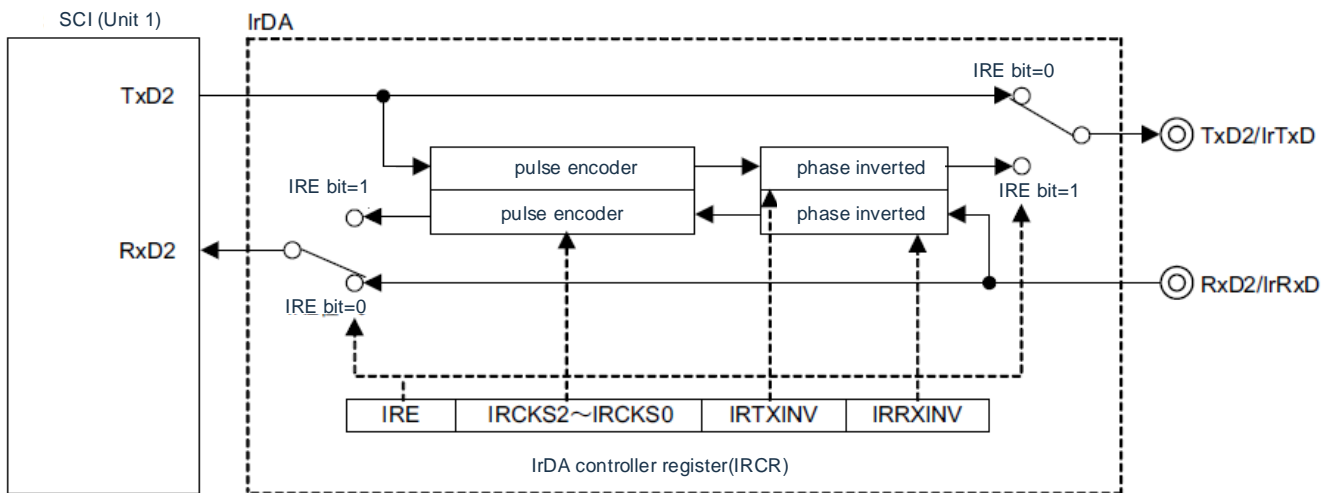 SCI (Unit 1)
IrDA
IRE bit=0
TxD2
TxD2/IrTxD
pulse encoder
phase inverted
IRE bit=1
IRE bit=1
pulse encoder
phase inverted
RxD2
RxD2/IrRxD
IRE bit=0
IRE
IRCKS2～IRCKS0
IRTXINV
IRRXINV
IrDA controller register(IRCR)